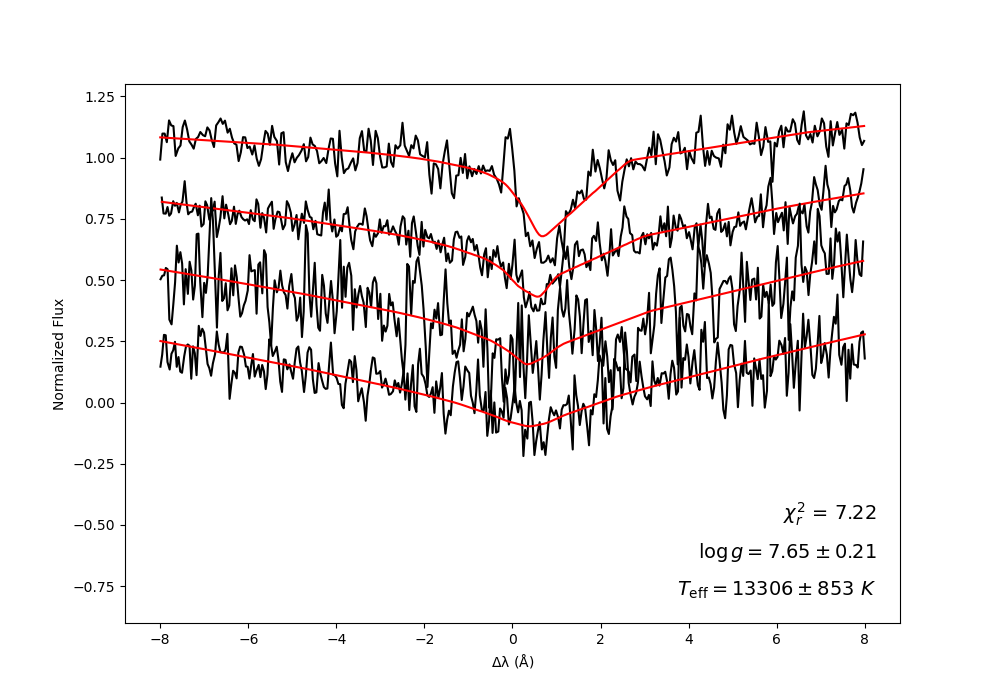 1.25
1.00
0.75
0.50
0.25
0.00
−0.25
−0.50
−0.75
Normalized Flux
χ²ᵣ = 7.22
log g = 7.65 ± 0.21
T_eff = 13306 ± 853 K
−8 −6 −4 −2 0 2 4 6 8
Δλ (Å)